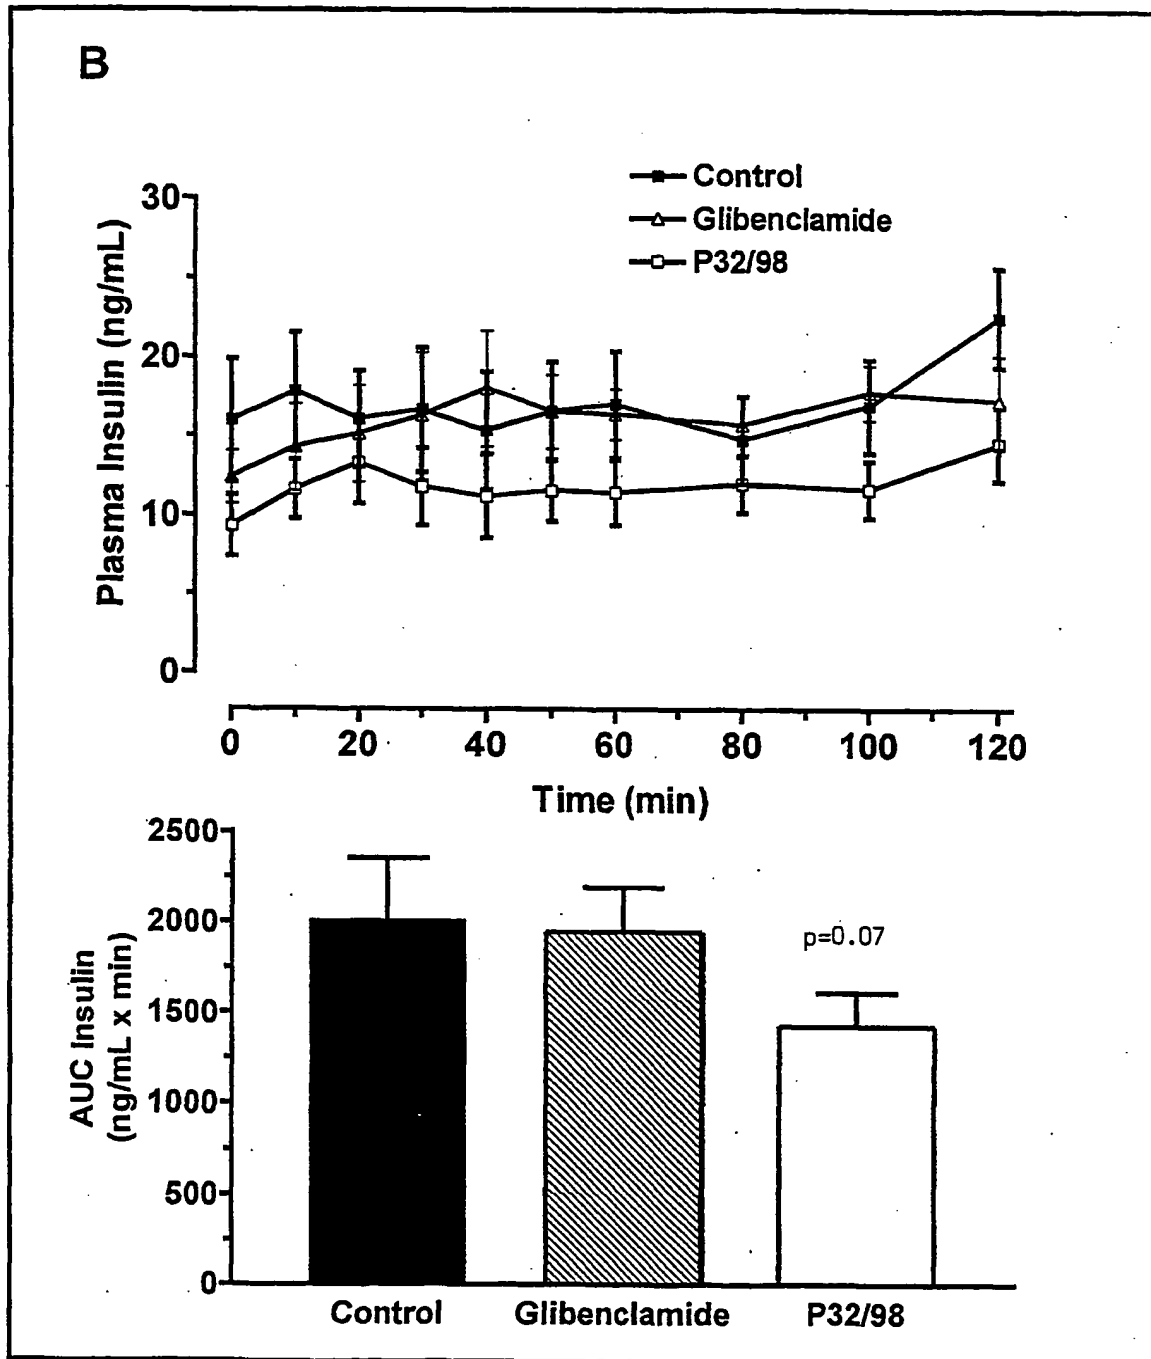 B
Control
Glibenclamide
P32/98
Plasma Insulin (ng/mL)
30
20
10
0
0 20 40 60 80 100 120
Time (min)
AUC Insulin
(ng/mL x min)
2500
2000
1500
1000
500
0
p=0.07
Control Glibenclamide P32/98